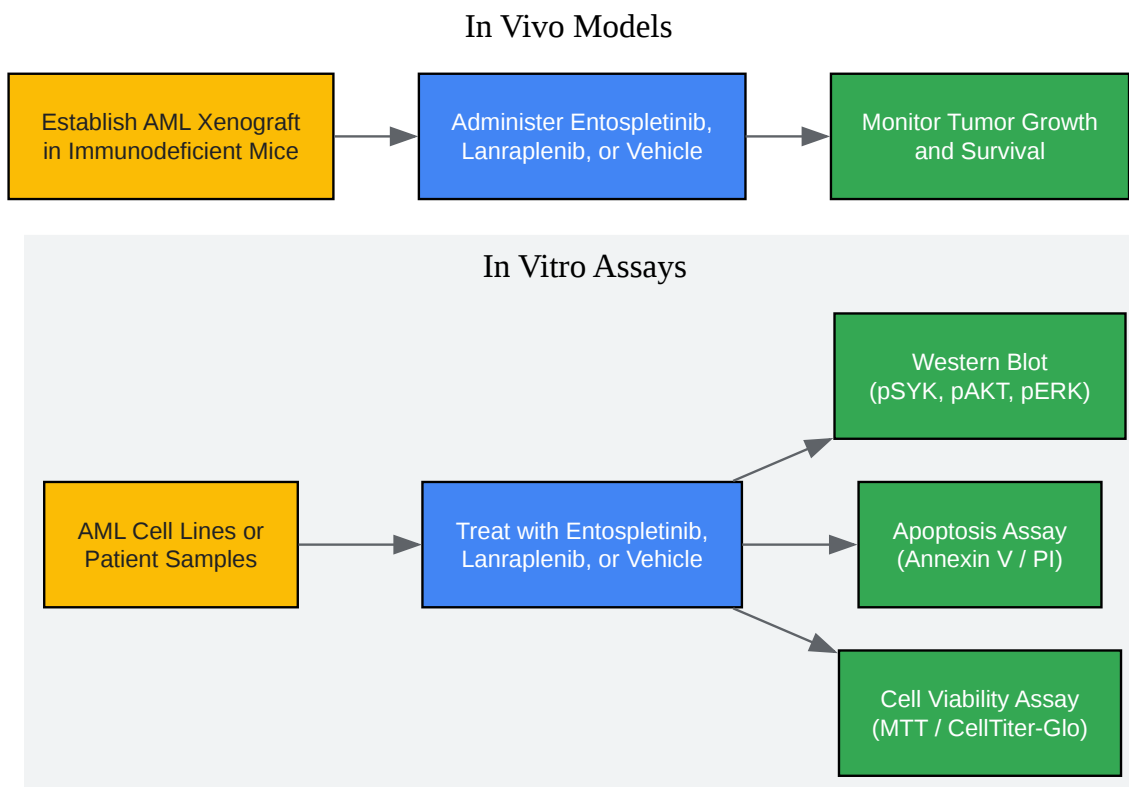 In Vivo Models
Establish AML Xenograft
in Immunodeficient Mice
Administer Entospletinib,
Lanraplenib, or Vehicle
Monitor Tumor Growth
and Survival
In Vitro Assays
AML Cell Lines or
Patient Samples
Treat with Entospletinib,
Lanraplenib, or Vehicle
Western Blot
(pSYK, pAKT, pERK)
Apoptosis Assay
(Annexin V / PI)
Cell Viability Assay
(MTT / CellTiter-Glo)